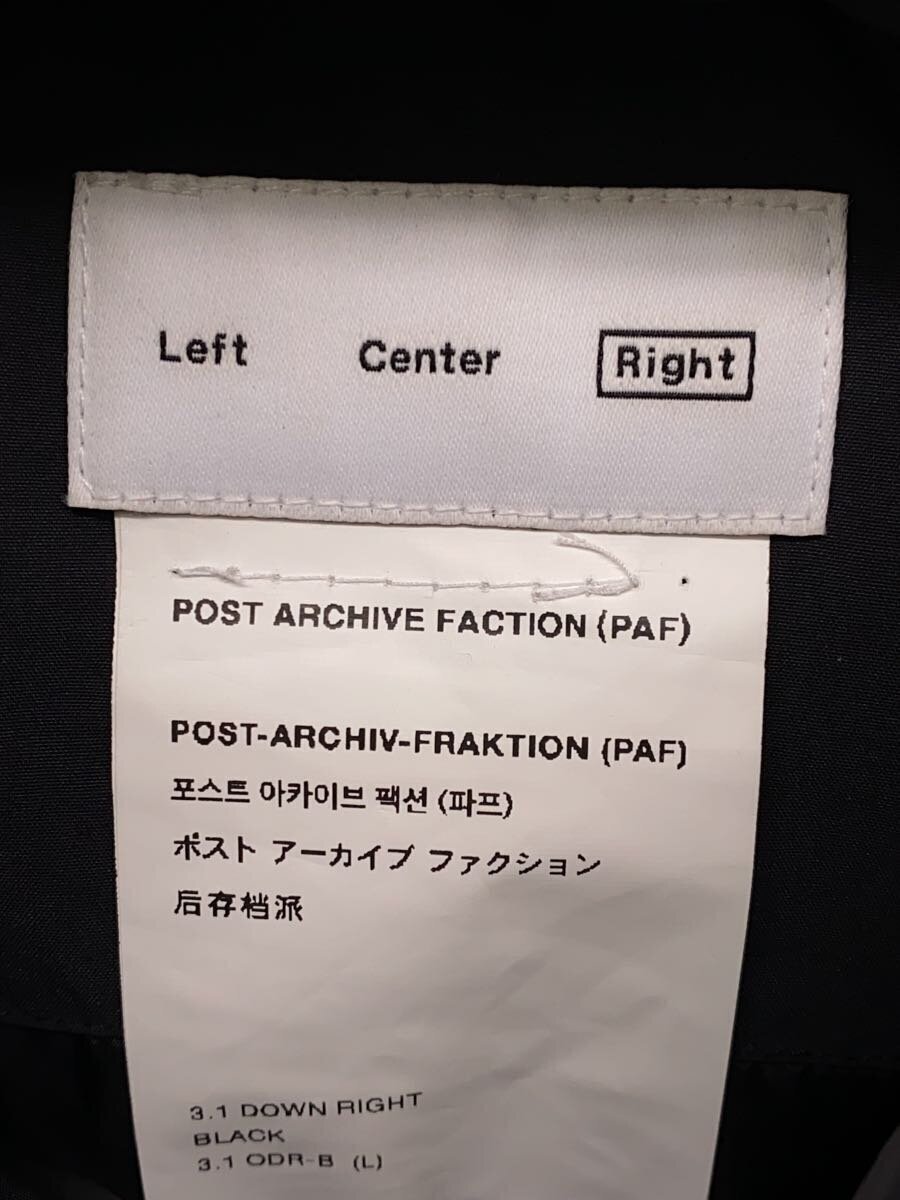 Left Center Right
POST ARCHIVE FACTION (PAF)
POST-ARCHIV-FRAKTION (PAF)
포스트 아카이브 팩션 (파프)
ポスト アーカイブ ファクション
后存档派
3.1 DOWN RIGHT
BLACK
3.1 ODR-B (L)